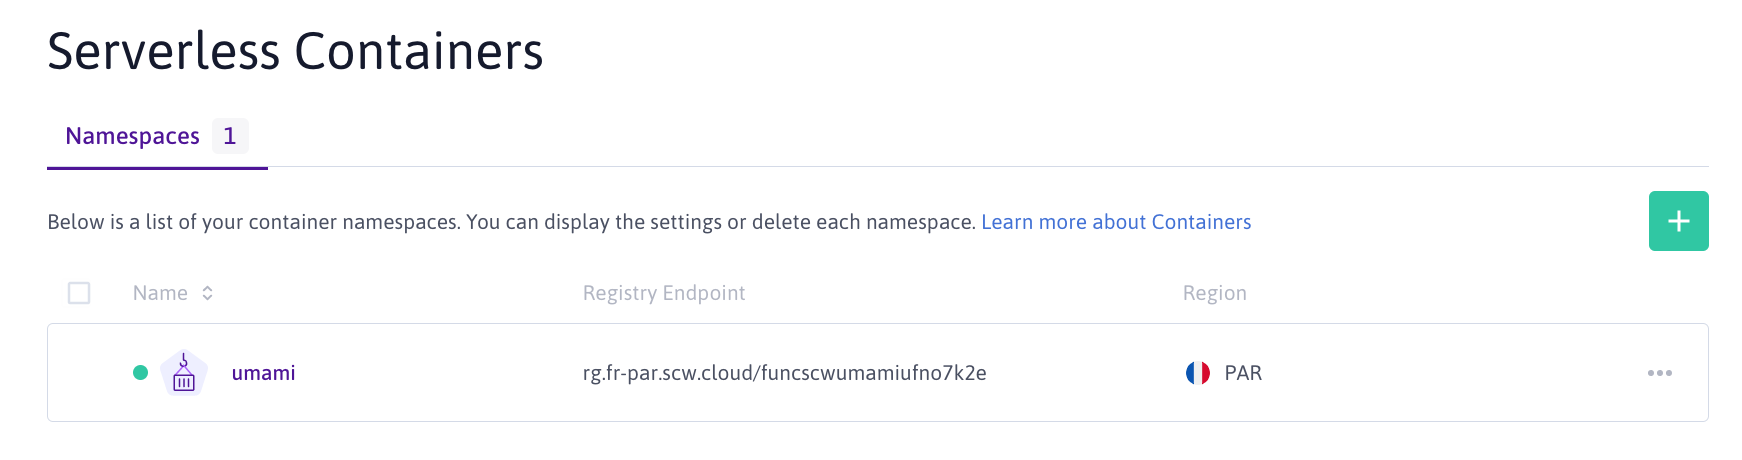 Serverless Containers
Namespaces 1
Below is a list of your container namespaces. You can display the settings or delete each namespace. Learn more about Containers
Name Registry Endpoint Region
umami rg.fr-par.scw.cloud/funcscwumamiufno7k2e PAR